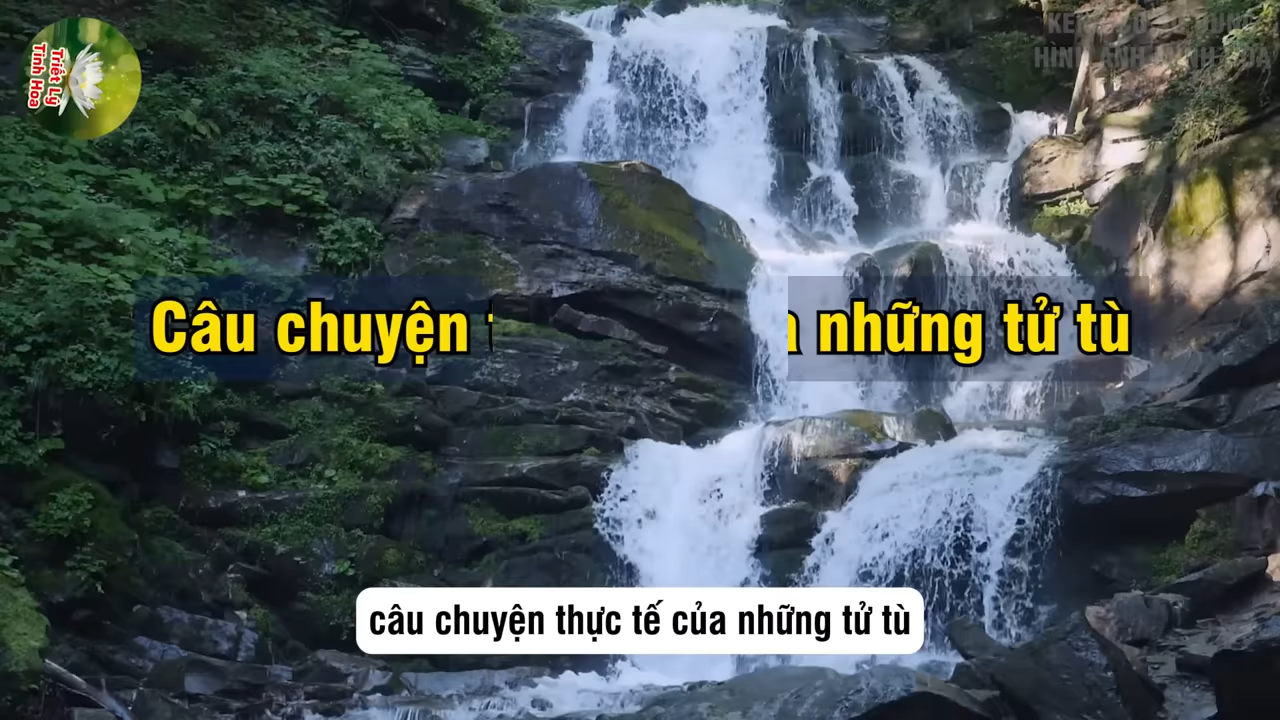 Triết Lý
Tinh Hoa
Câu chuyện
những tử tù
câu chuyện thực tế của những tử tù